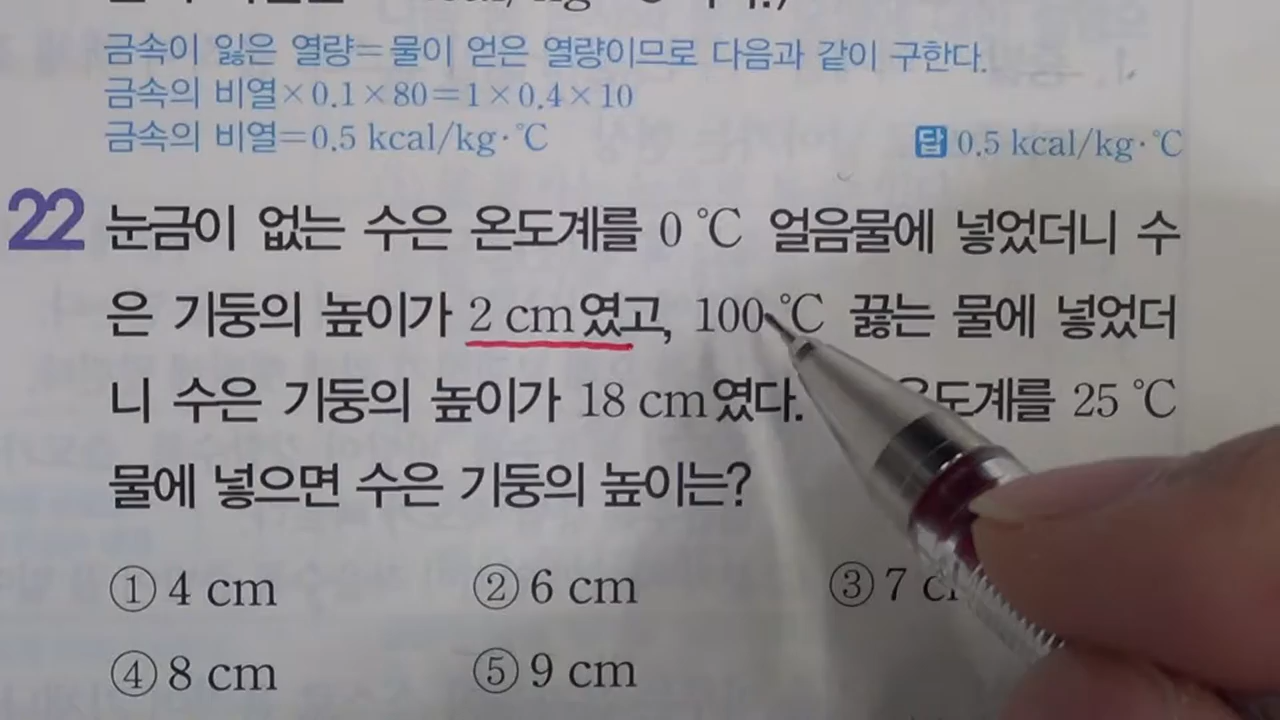 금속이 잃은 열량=물이 얻은 열량이므로 다음과 같이 구한다.
금속의 비열×0.1×80=1×0.4×10
금속의 비열=0.5 kcal/kg·℃
답 0.5 kcal/kg·℃
22 눈금이 없는 수은 온도계를 0 ℃ 얼음물에 넣었더니 수
은 기둥의 높이가 2 cm였고, 100 ℃ 끓는 물에 넣었더
니 수은 기둥의 높이가 18 cm였다. 온도계를 25 ℃
물에 넣으면 수은 기둥의 높이는?
① 4 cm ② 6 cm ③ 7
④ 8 cm ⑤ 9 cm